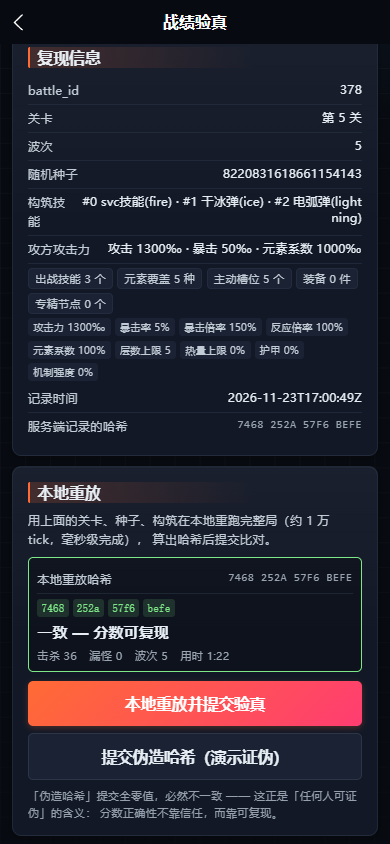 战绩验真
复现信息
battle_id 378
关卡 第 5 关
波次 5
随机种子 8220831618661154143
构筑技能 #0 svc技能(fire) · #1 干冰弹(ice) · #2 电弧弹(lightning)
攻方攻击力 攻击 1300‰ · 暴击 50‰ · 元素系数 1000‰
出战技能 3 个 元素覆盖 5 种 主动槽位 5 个 装备 0 件
专精节点 0 个
攻击力 1300‰ 暴击率 5% 暴击倍率 150% 反应倍率 100%
元素系数 100% 层数上限 5 热量上限 0% 护甲 0%
机制强度 0%
记录时间 2026-11-23T17:00:49Z
服务端记录的哈希 7468 252A 57F6 BEFE
本地重放
用上面的关卡、种子、构筑在本地重跑完整局（约 1 万
tick，毫秒级完成）， 算出哈希后提交比对。
本地重放哈希 7468 252A 57F6 BEFE
7468 252a 57f6 befe
一致 — 分数可复现
击杀 36 漏怪 0 波次 5 用时 1:22
本地重放并提交验真
提交伪造哈希（演示证伪）
「伪造哈希」提交全零值，必然不一致 —— 这正是「任何人可证
伪」的含义： 分数正确性不靠信任，而靠可复现。